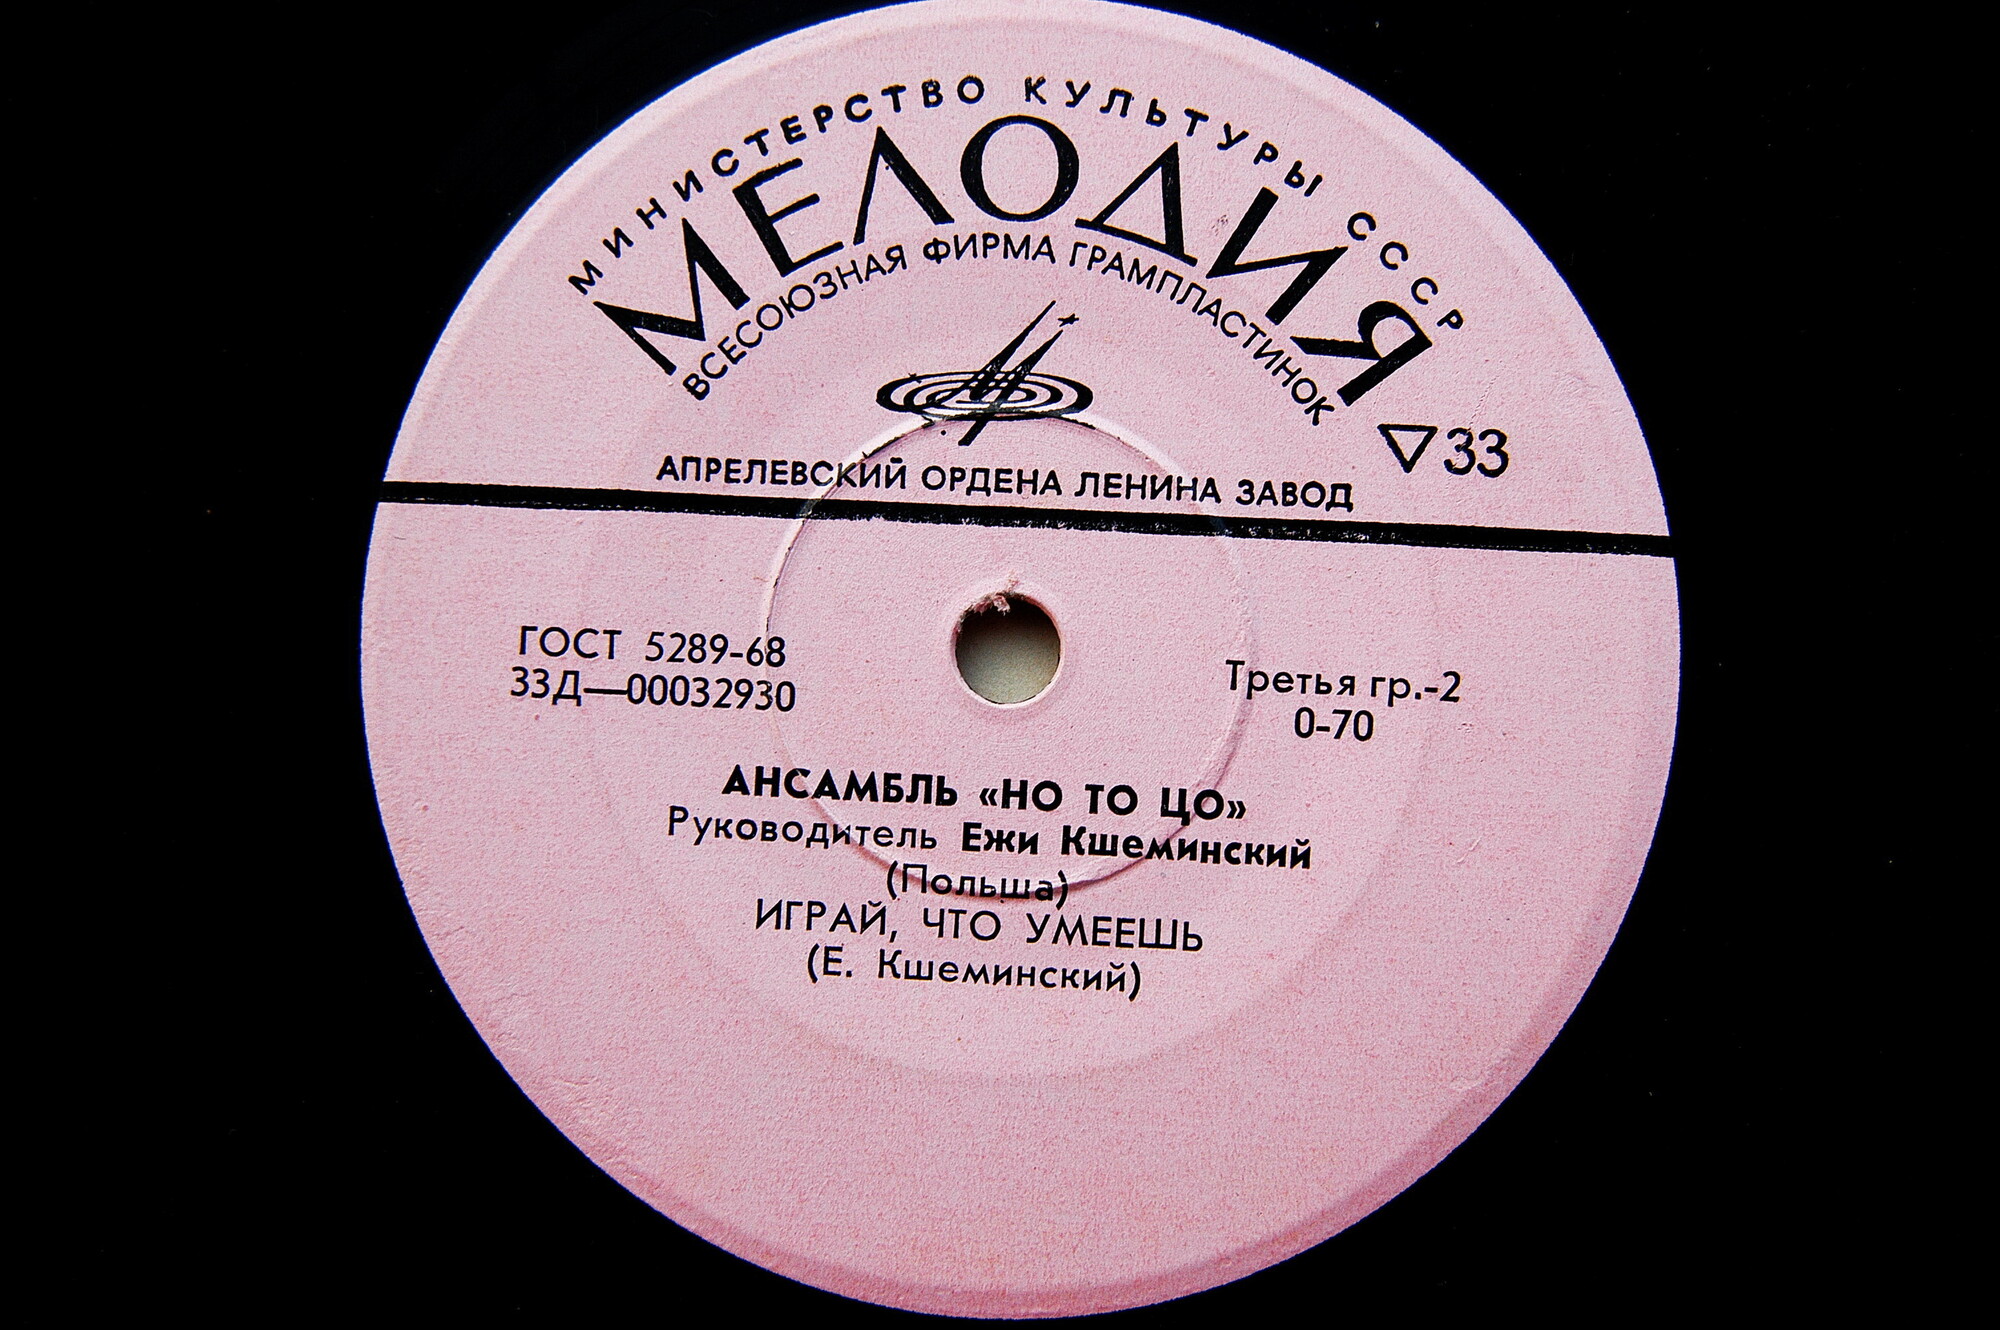 МИНИСТЕРСТВО КУЛЬТУРЫ СССР
МЕЛОДИЯ
ВСЕСОЮЗНАЯ ФИРМА ГРАМПЛАСТИНОК
▽33
АПРЕЛЕВСКИЙ ОРДЕНА ЛЕНИНА ЗАВОД
ГОСТ 5289-68
33Д—00032930
Третья гр.-2
0-70
АНСАМБЛЬ «НО ТО ЦО»
Руководитель Ежи Кшеминский
(Польша)
ИГРАЙ, ЧТО УМЕЕШЬ
(Е. Кшеминский)